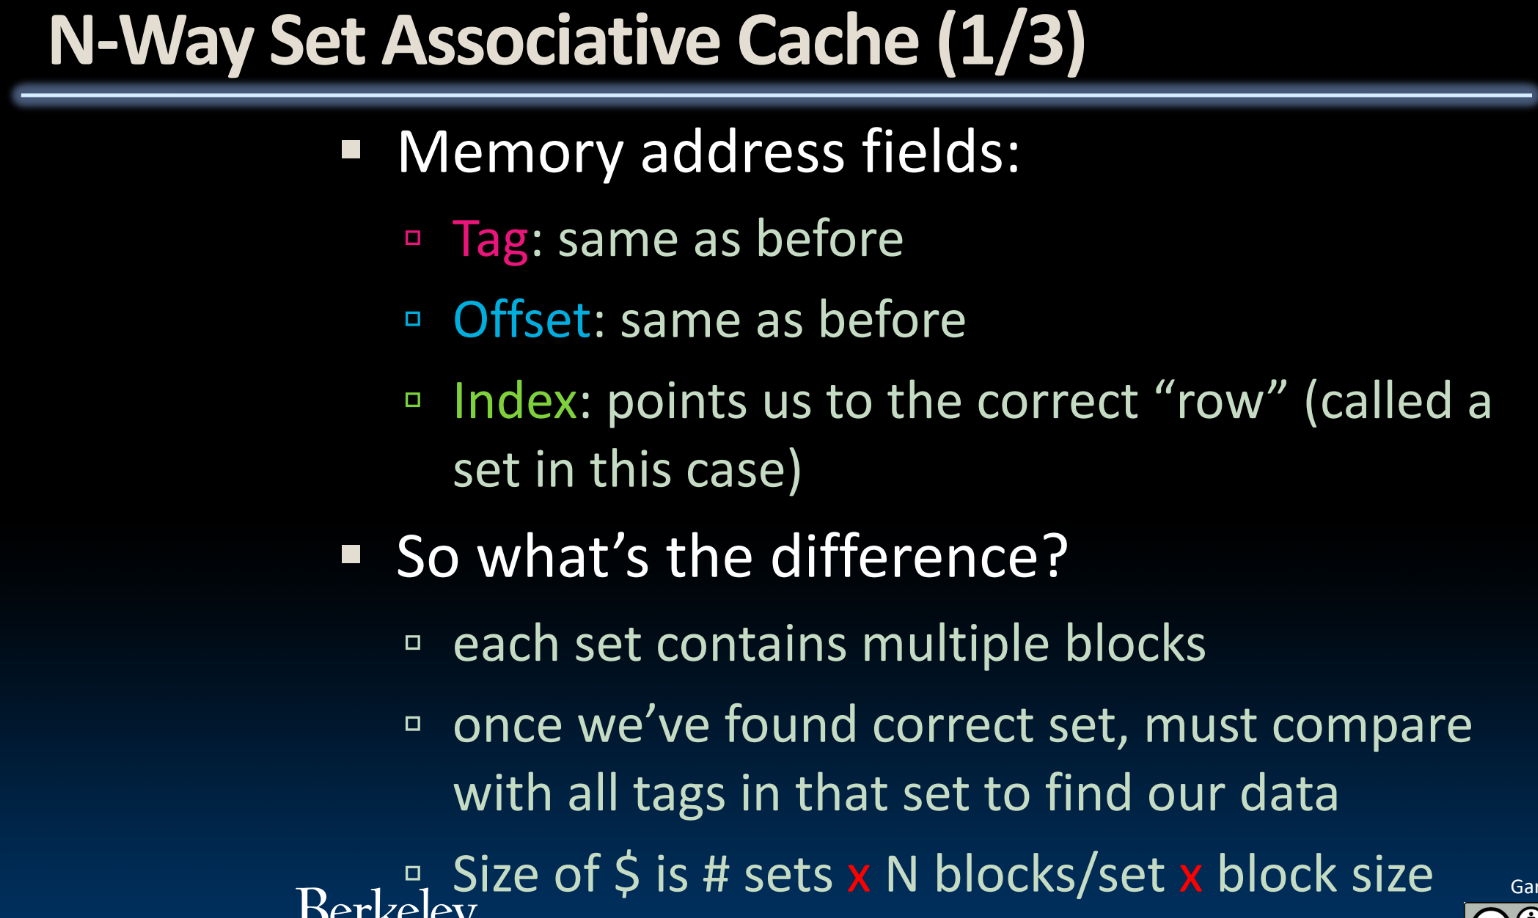 N-Way Set Associative Cache (1/3)
Memory address fields:
Tag: same as before
Offset: same as before
Index: points us to the correct “row” (called a
set in this case)
So what’s the difference?
each set contains multiple blocks
once we’ve found correct set, must compare
with all tags in that set to find our data
Size of $ is # sets x N blocks/set x block size
Berkeley